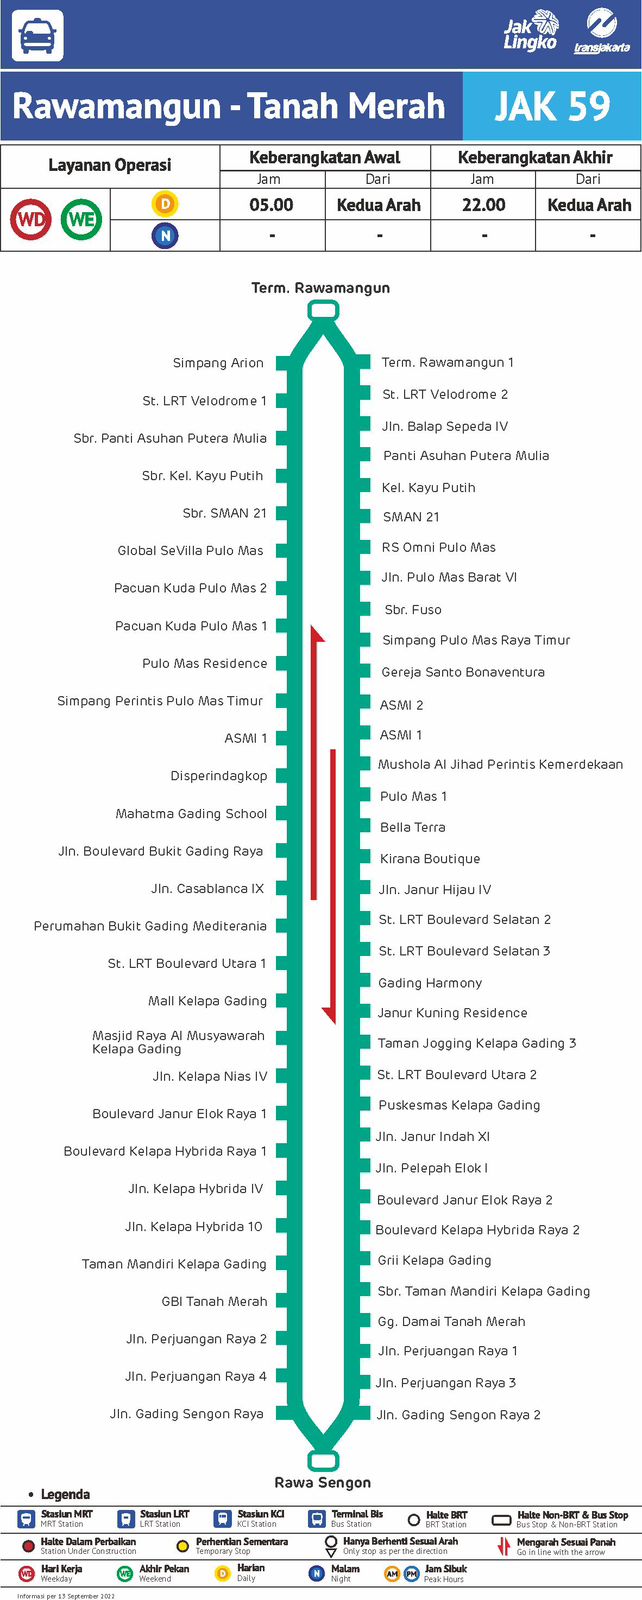 Jak
Lingko
transjakarta
Rawamangun - Tanah Merah
JAK 59
Layanan Operasi
Keberangkatan Awal
Keberangkatan Akhir
Jam
Dari
Jam
Dari
WD
WE
D
05.00
Kedua Arah
22.00
Kedua Arah
N
-
-
-
-
Term. Rawamangun
Simpang Arion
St. LRT Velodrome 1
Sbr. Panti Asuhan Putera Mulia
Sbr. Kel. Kayu Putih
Sbr. SMAN 21
Global SeVilla Pulo Mas
Pacuan Kuda Pulo Mas 2
Pacuan Kuda Pulo Mas 1
Pulo Mas Residence
Simpang Perintis Pulo Mas Timur
ASMI 1
Disperindagkop
Mahatma Gading School
Jln. Boulevard Bukit Gading Raya
Jln. Casablanca IX
Perumahan Bukit Gading Mediterania
St. LRT Boulevard Utara 1
Mall Kelapa Gading
Masjid Raya Al Musyawarah
Kelapa Gading
Jln. Kelapa Nias IV
Boulevard Janur Elok Raya 1
Boulevard Kelapa Hybrida Raya 1
Jln. Kelapa Hybrida IV
Jln. Kelapa Hybrida 10
Taman Mandiri Kelapa Gading
GBI Tanah Merah
Jln. Perjuangan Raya 2
Jln. Perjuangan Raya 4
Jln. Gading Sengon Raya
Term. Rawamangun 1
St. LRT Velodrome 2
Jln. Balap Sepeda IV
Panti Asuhan Putera Mulia
Kel. Kayu Putih
SMAN 21
RS Omni Pulo Mas
Jln. Pulo Mas Barat VI
Sbr. Fuso
Simpang Pulo Mas Raya Timur
Gereja Santo Bonaventura
ASMI 2
ASMI 1
Mushola Al Jihad Perintis Kemerdekaan
Pulo Mas 1
Bella Terra
Kirana Boutique
Jln. Janur Hijau IV
St. LRT Boulevard Selatan 2
St. LRT Boulevard Selatan 3
Gading Harmony
Janur Kuning Residence
Taman Jogging Kelapa Gading 3
St. LRT Boulevard Utara 2
Puskesmas Kelapa Gading
Jln. Janur Indah XI
Jln. Pelepah Elok I
Boulevard Janur Elok Raya 2
Boulevard Kelapa Hybrida Raya 2
Grii Kelapa Gading
Sbr. Taman Mandiri Kelapa Gading
Gg. Damai Tanah Merah
Jln. Perjuangan Raya 1
Jln. Perjuangan Raya 3
Jln. Gading Sengon Raya 2
Rawa Sengon
• Legenda
Stasiun MRT
MRT Station
Stasiun LRT
LRT Station
Stasiun KCI
KCI Station
Terminal Bis
Bus Station
Halte BRT
BRT Station
Halte Non-BRT & Bus Stop
Bus Stop & Non-BRT Station
Halte Dalam Perbaikan
Station Under Construction
Perhentian Sementara
Temporary Stop
Hanya Berhenti Sesuai Arah
Only stop as per the direction
Mengarah Sesuai Panah
Go in line with the arrow
WD
Hari Kerja
Weekday
WE
Akhir Pekan
Weekend
D
Harian
Daily
N
Malam
Night
AM
PM
Jam Sibuk
Peak Hours
Informasi per 13 September 2022